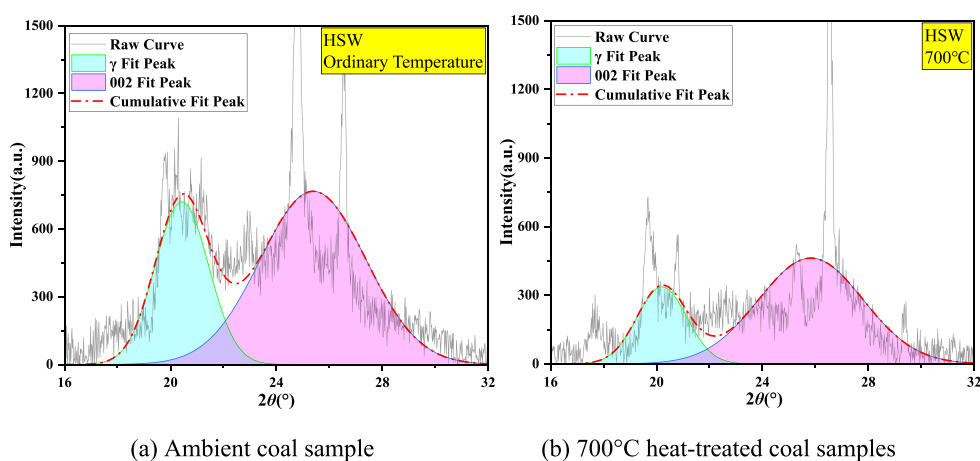 1500
1200
900
600
300
0
Intensity(a.u.)
Raw Curve
γ Fit Peak
002 Fit Peak
Cumulative Fit Peak
HSW
Ordinary Temperature
16 20 24 28 32
2θ(°)
(a) Ambient coal sample
1500
1200
900
600
300
0
Intensity(a.u.)
Raw Curve
γ Fit Peak
002 Fit Peak
Cumulative Fit Peak
HSW
700℃
16 20 24 28 32
2θ(°)
(b) 700°C heat-treated coal samples